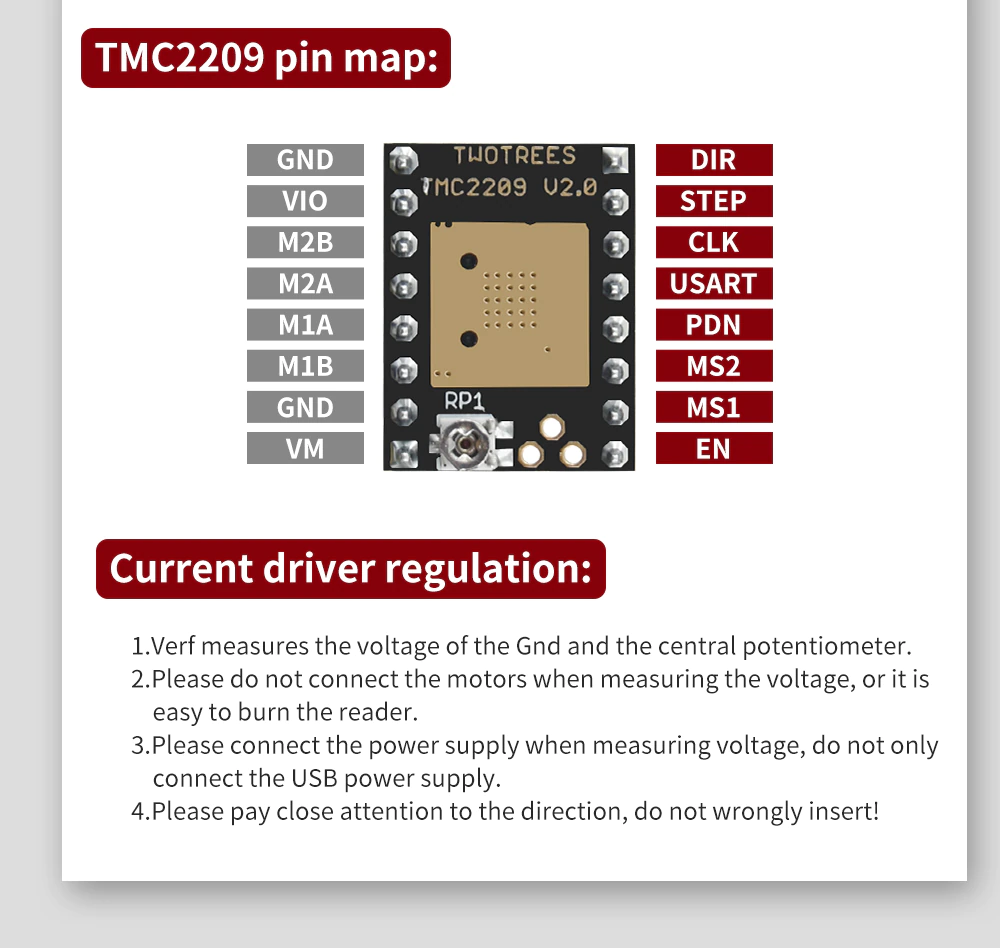 TMC2209 pin map:
GND
VIO
M2B
M2A
M1A
M1B
GND
VM
TWOTREES
TMC2209 V2.0
RP1
DIR
STEP
CLK
USART
PDN
MS2
MS1
EN
Current driver regulation:
1.Verf measures the voltage of the Gnd and the central potentiometer.
2.Please do not connect the motors when measuring the voltage, or it is
easy to burn the reader.
3.Please connect the power supply when measuring voltage, do not only
connect the USB power supply.
4.Please pay close attention to the direction, do not wrongly insert!